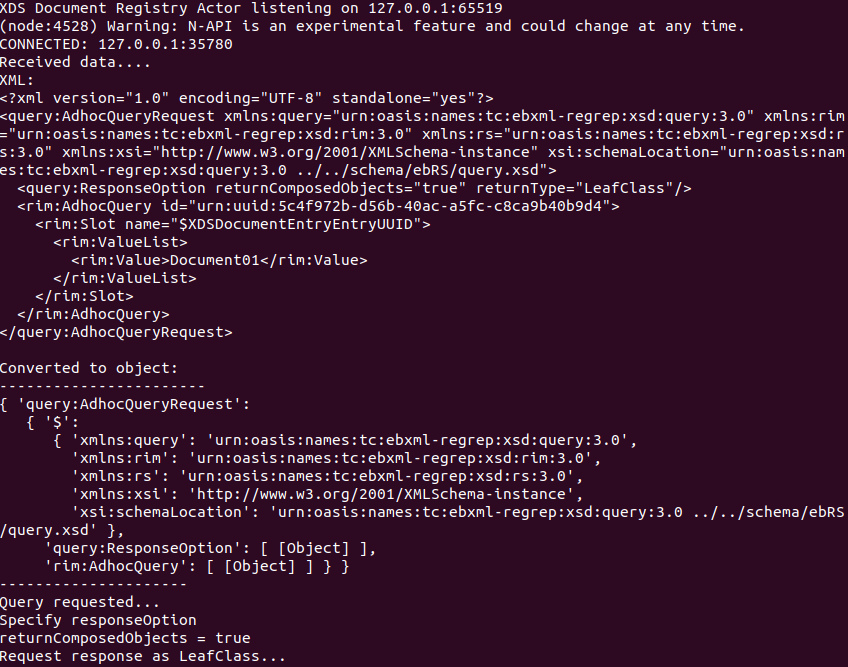 XDS Document Registry Actor listening on 127.0.0.1:65519
(node:4528) Warning: N-API is an experimental feature and could change at any time.
CONNECTED: 127.0.0.1:35780
Received data....
XML:
<?xml version="1.0" encoding="UTF-8" standalone="yes"?>
<query:AdhocQueryRequest xmlns:query="urn:oasis:names:tc:ebxml-regrep:xsd:query:3.0" xmlns:rim
="urn:oasis:names:tc:ebxml-regrep:xsd:rim:3.0" xmlns:rs="urn:oasis:names:tc:ebxml-regrep:xsd:r
s:3.0" xmlns:xsi="http://www.w3.org/2001/XMLSchema-instance" xsi:schemaLocation="urn:oasis:nam
es:tc:ebxml-regrep:xsd:query:3.0 ../../schema/ebRS/query.xsd">
  <query:ResponseOption returnComposedObjects="true" returnType="LeafClass"/>
  <rim:AdhocQuery id="urn:uuid:5c4f972b-d56b-40ac-a5fc-c8ca9b40b9d4">
    <rim:Slot name="$XDSDocumentEntryEntryUUID">
      <rim:ValueList>
        <rim:Value>Document01</rim:Value>
      </rim:ValueList>
    </rim:Slot>
  </rim:AdhocQuery>
</query:AdhocQueryRequest>

Converted to object:
-----------------------
{ 'query:AdhocQueryRequest':
   { '$':
      { 'xmlns:query': 'urn:oasis:names:tc:ebxml-regrep:xsd:query:3.0',
        'xmlns:rim': 'urn:oasis:names:tc:ebxml-regrep:xsd:rim:3.0',
        'xmlns:rs': 'urn:oasis:names:tc:ebxml-regrep:xsd:rs:3.0',
        'xmlns:xsi': 'http://www.w3.org/2001/XMLSchema-instance',
        'xsi:schemaLocation': 'urn:oasis:names:tc:ebxml-regrep:xsd:query:3.0 ../../schema/ebRS
/query.xsd' },
     'query:ResponseOption': [ [Object] ],
     'rim:AdhocQuery': [ [Object] ] } }
---------------------
Query requested...
Specify responseOption
returnComposedObjects = true
Request response as LeafClass...